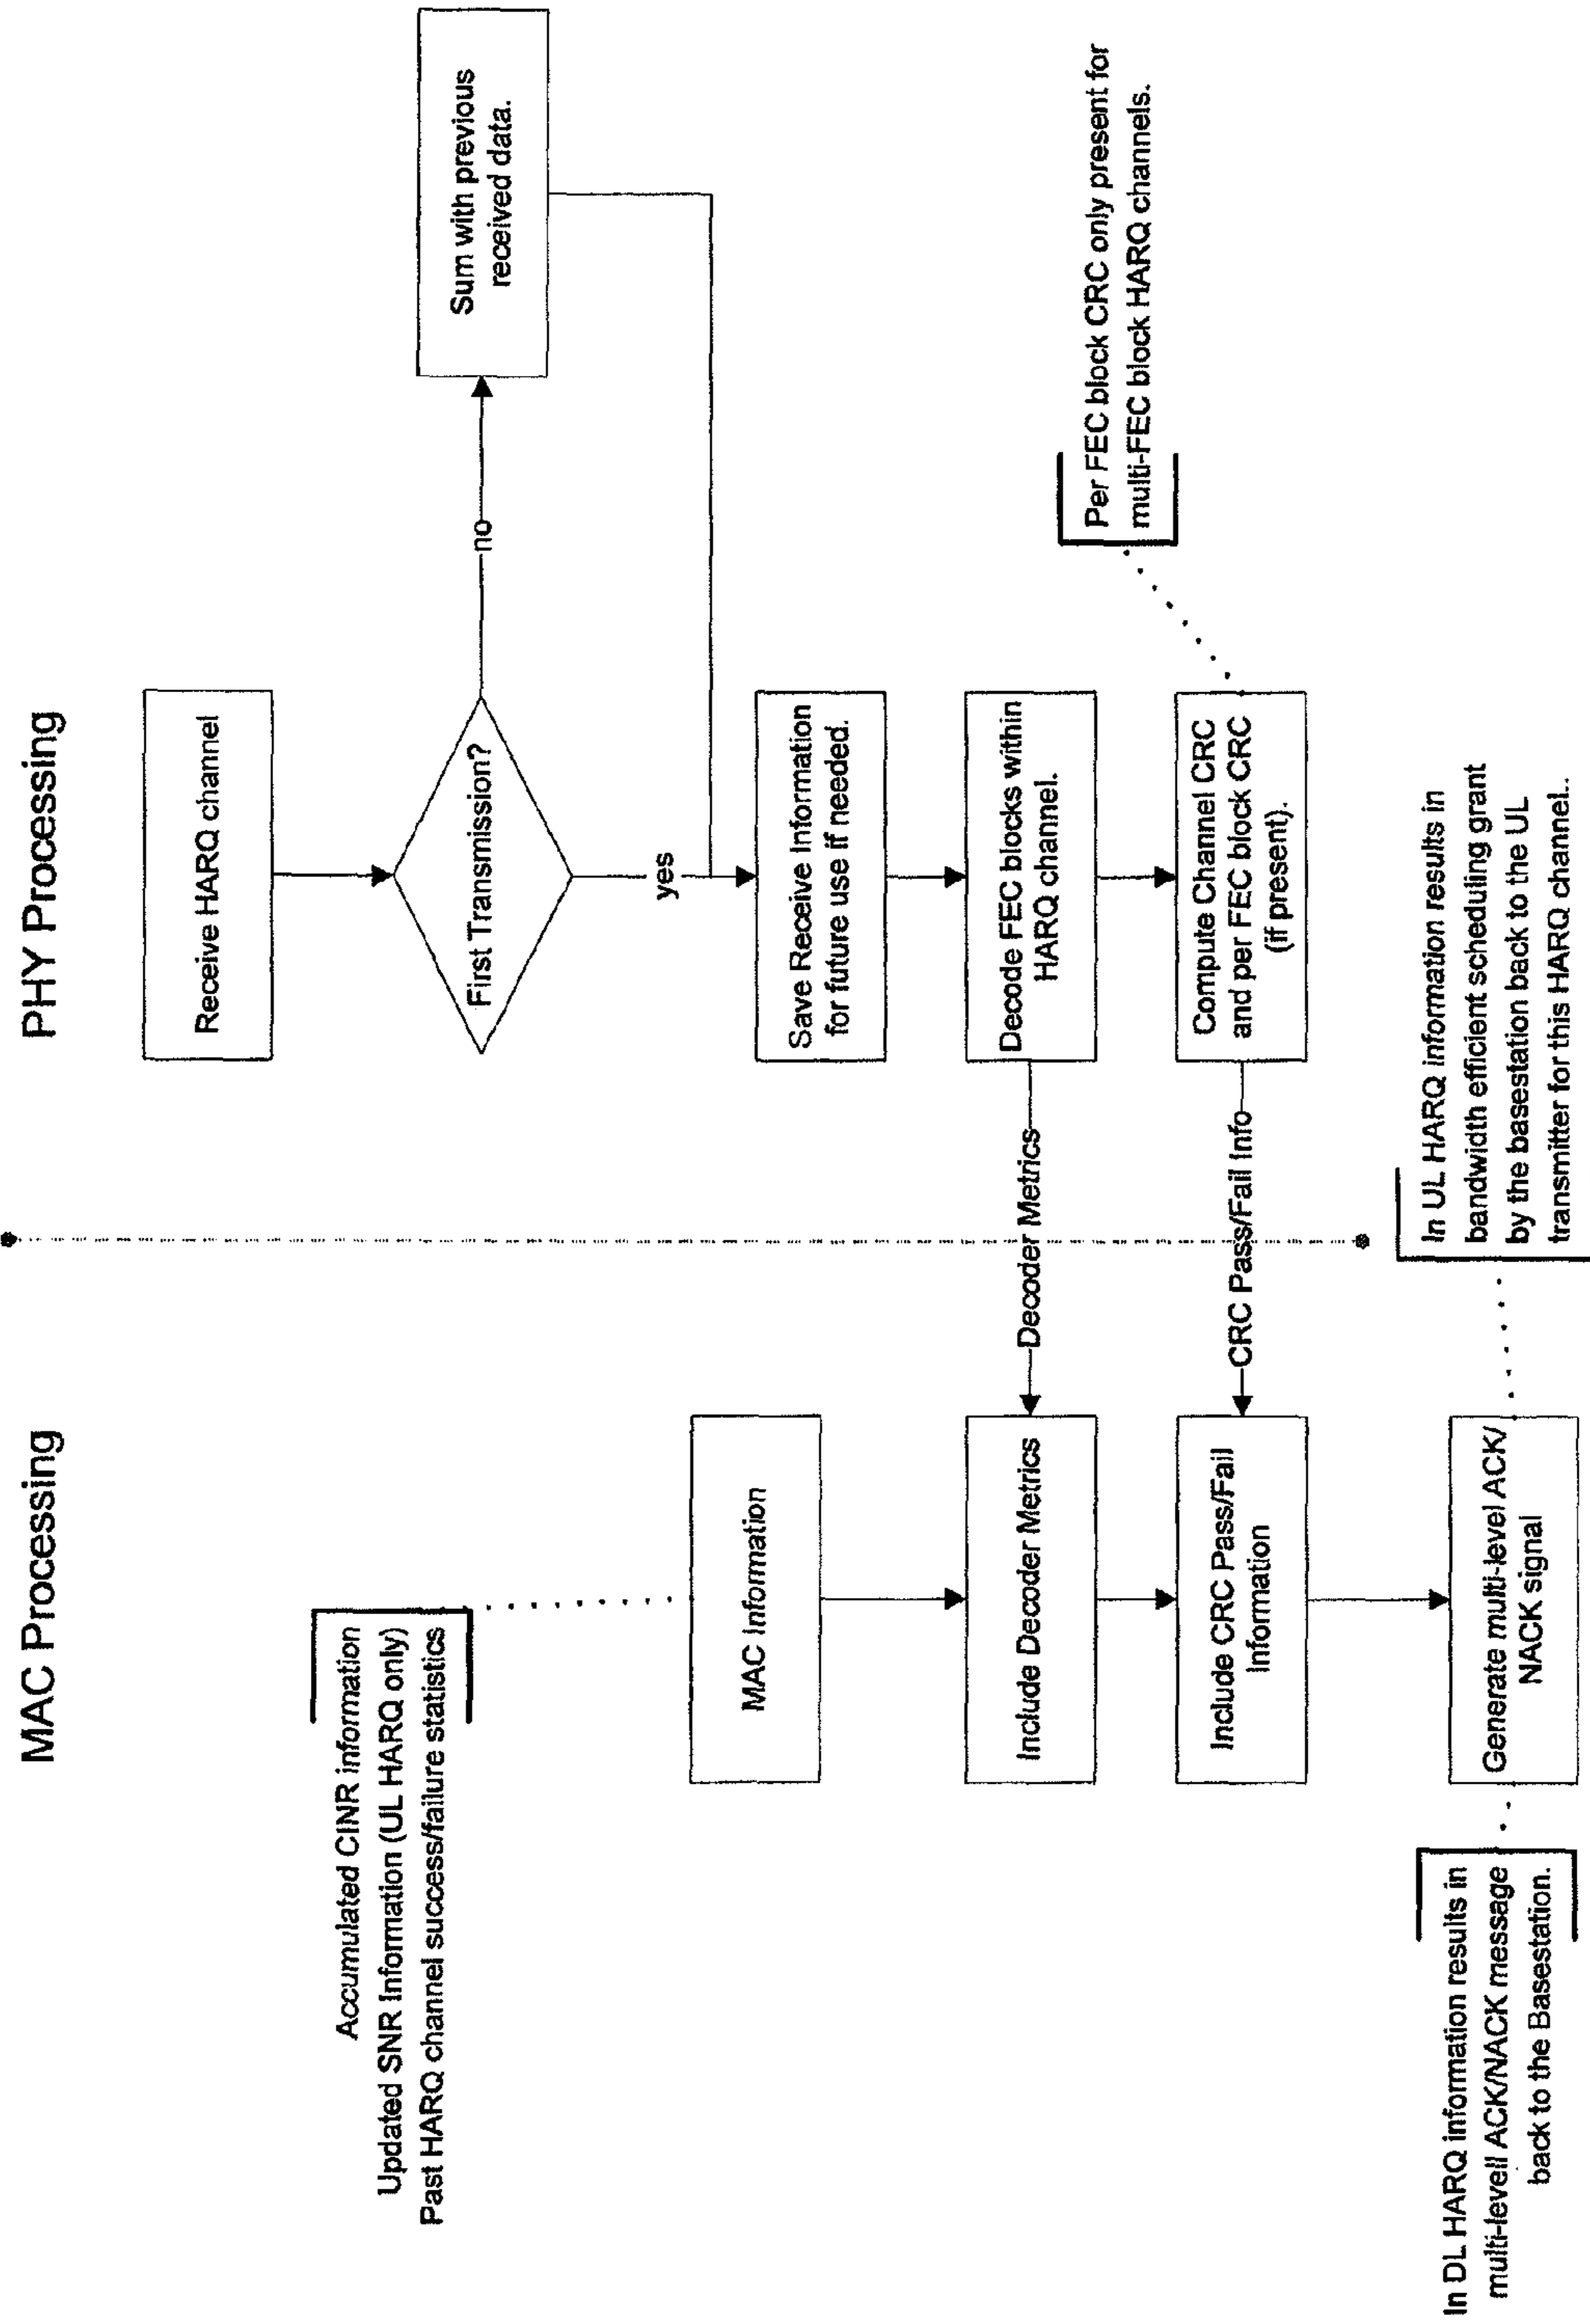 MAC Processing
PHY Processing
Accumulated CINR information
Updated SNR Information (UL HARQ only)
Past HARQ channel success/failure statistics
MAC Information
Include Decoder Metrics
Include CRC Pass/Fail
Information
Generate multi-level ACK/
NACK signal
In DL HARQ information results in
multi-levell ACK/NACK message
back to the Basestation.
Decoder Metrics
CRC Pass/Fail Info
Receive HARQ channel
First Transmission?
no
yes
Sum with previous
received data.
Save Receive Information
for future use if needed.
Decode FEC blocks within
HARQ channel.
Compute Channel CRC
and per FEC block CRC
(if present).
Per FEC block CRC only present for
multi-FEC block HARQ channels.
In UL HARQ information results in
bandwidth efficient scheduling grant
by the basestation back to the UL
transmitter for this HARQ channel..